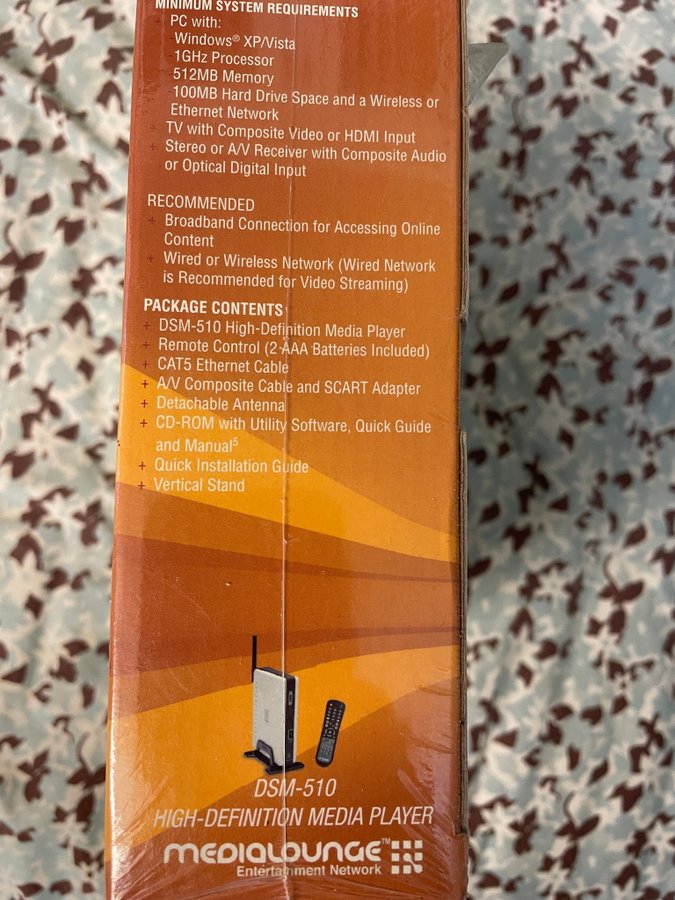 MINIMUM SYSTEM REQUIREMENTS
+ PC with:
Windows® XP/Vista
1GHz Processor
512MB Memory
100MB Hard Drive Space and a Wireless or
Ethernet Network
+ TV with Composite Video or HDMI Input
+ Stereo or A/V Receiver with Composite Audio
or Optical Digital Input
RECOMMENDED
+ Broadband Connection for Accessing Online
Content
+ Wired or Wireless Network (Wired Network
is Recommended for Video Streaming)
PACKAGE CONTENTS
+ DSM-510 High-Definition Media Player
+ Remote Control (2 AAA Batteries Included)
+ CAT5 Ethernet Cable
+ A/V Composite Cable and SCART Adapter
+ Detachable Antenna
+ CD-ROM with Utility Software, Quick Guide
and Manual⁵
+ Quick Installation Guide
+ Vertical Stand
DSM-510
HIGH-DEFINITION MEDIA PLAYER
MEDIALOUNGE™
Entertainment Network